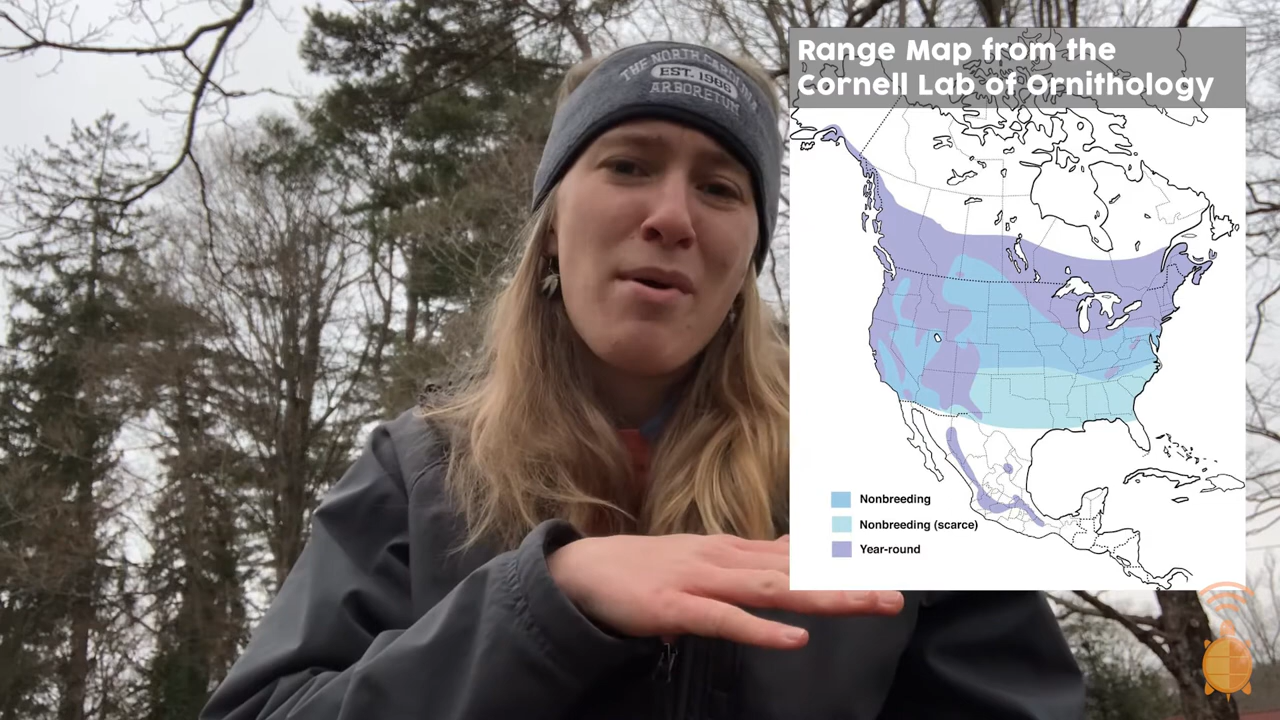 Range Map from the
Cornell Lab of Ornithology
THE NORTH CAROLINA
EST. 1986
ARBORETUM
Nonbreeding
Nonbreeding (scarce)
Year-round